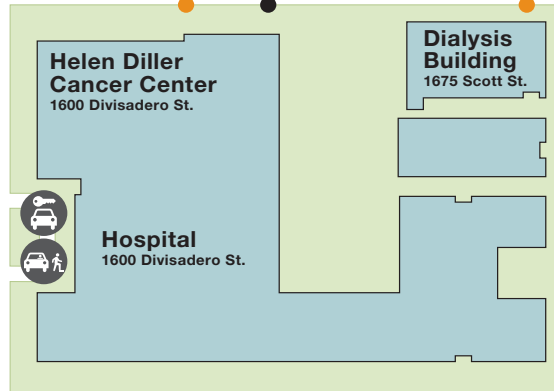 Helen Diller
Cancer Center
1600 Divisadero St.
Dialysis
Building
1675 Scott St.
Hospital
1600 Divisadero St.